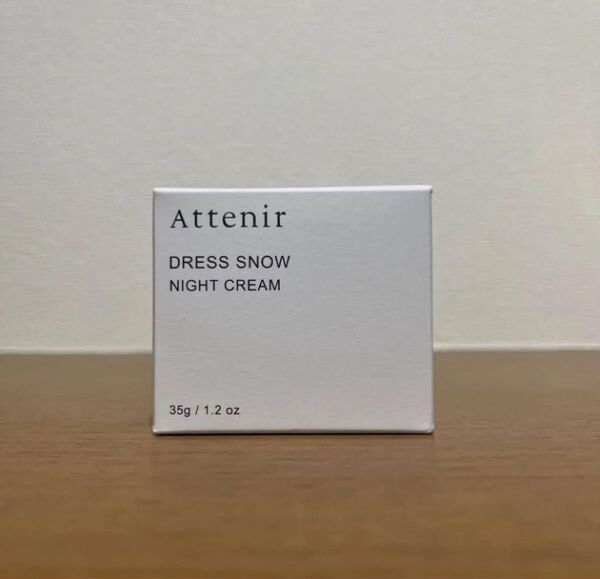 Attenir
DRESS SNOW
NIGHT CREAM
35g / 1.2 oz